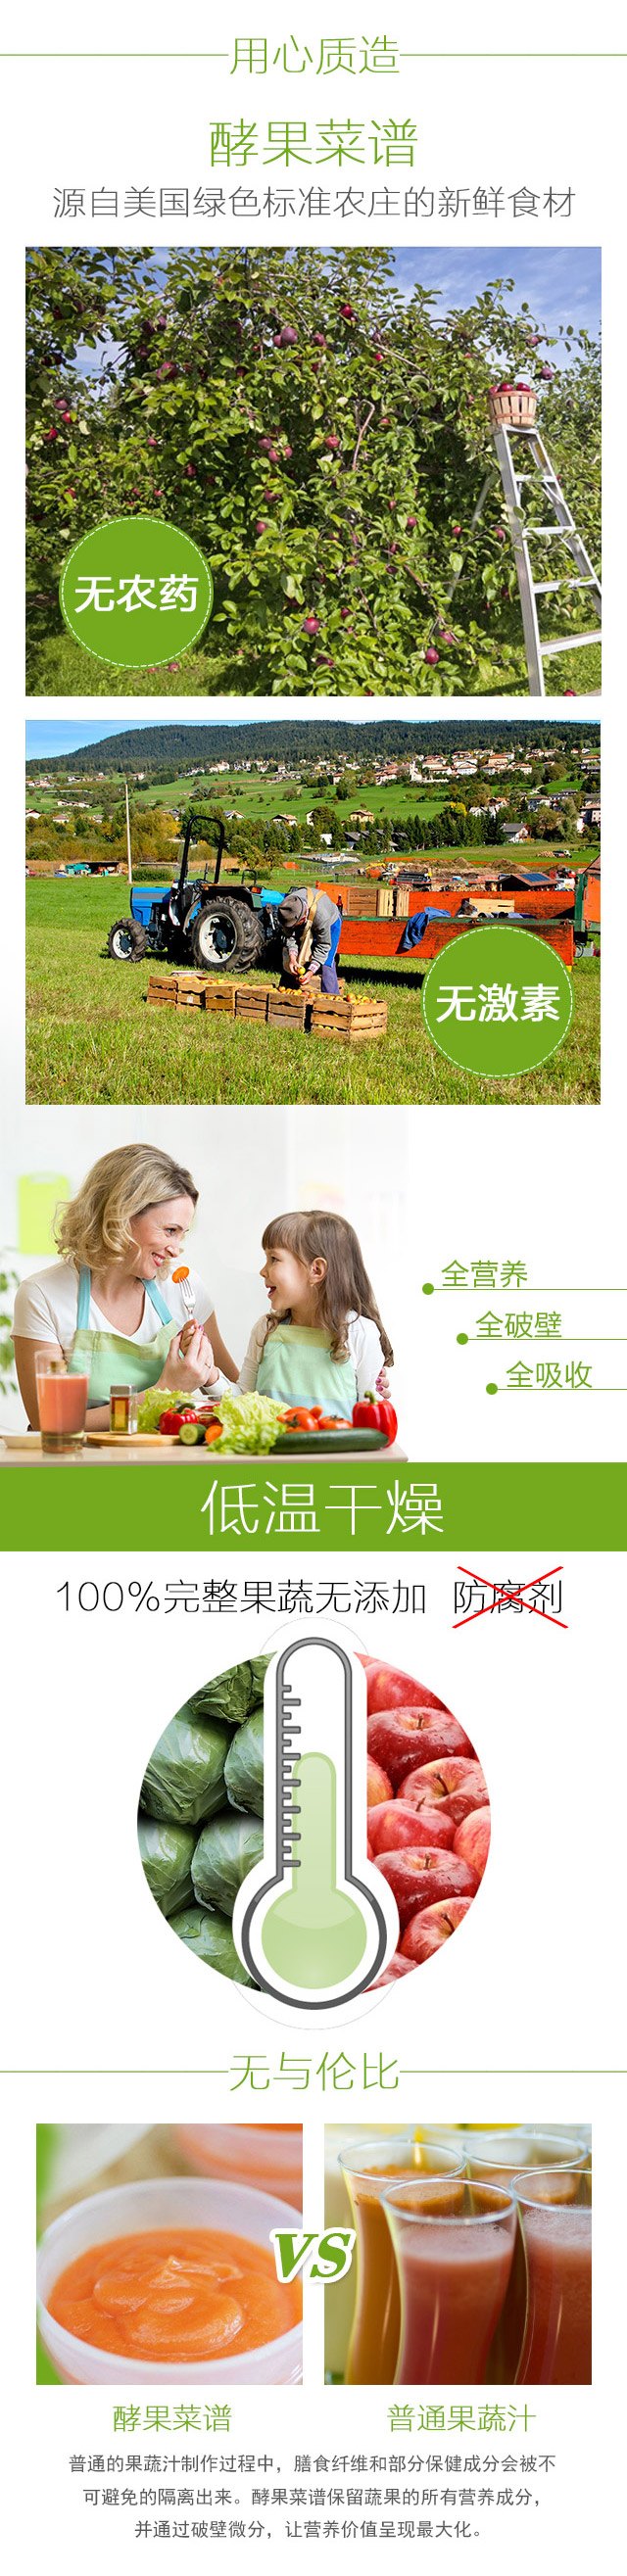 用心质造
酵果菜谱
源自美国绿色标准农庄的新鲜食材
无农药
无激素
全营养
全破壁
全吸收
低温干燥
100%完整果蔬无添加 防腐剂
无与伦比
VS
酵果菜谱
普通果蔬汁
普通的果蔬汁制作过程中，膳食纤维和部分保健成分会被不
可避免的隔离出来。酵果菜谱保留蔬果的所有营养成分，
并通过破壁微分，让营养价值呈现最大化。